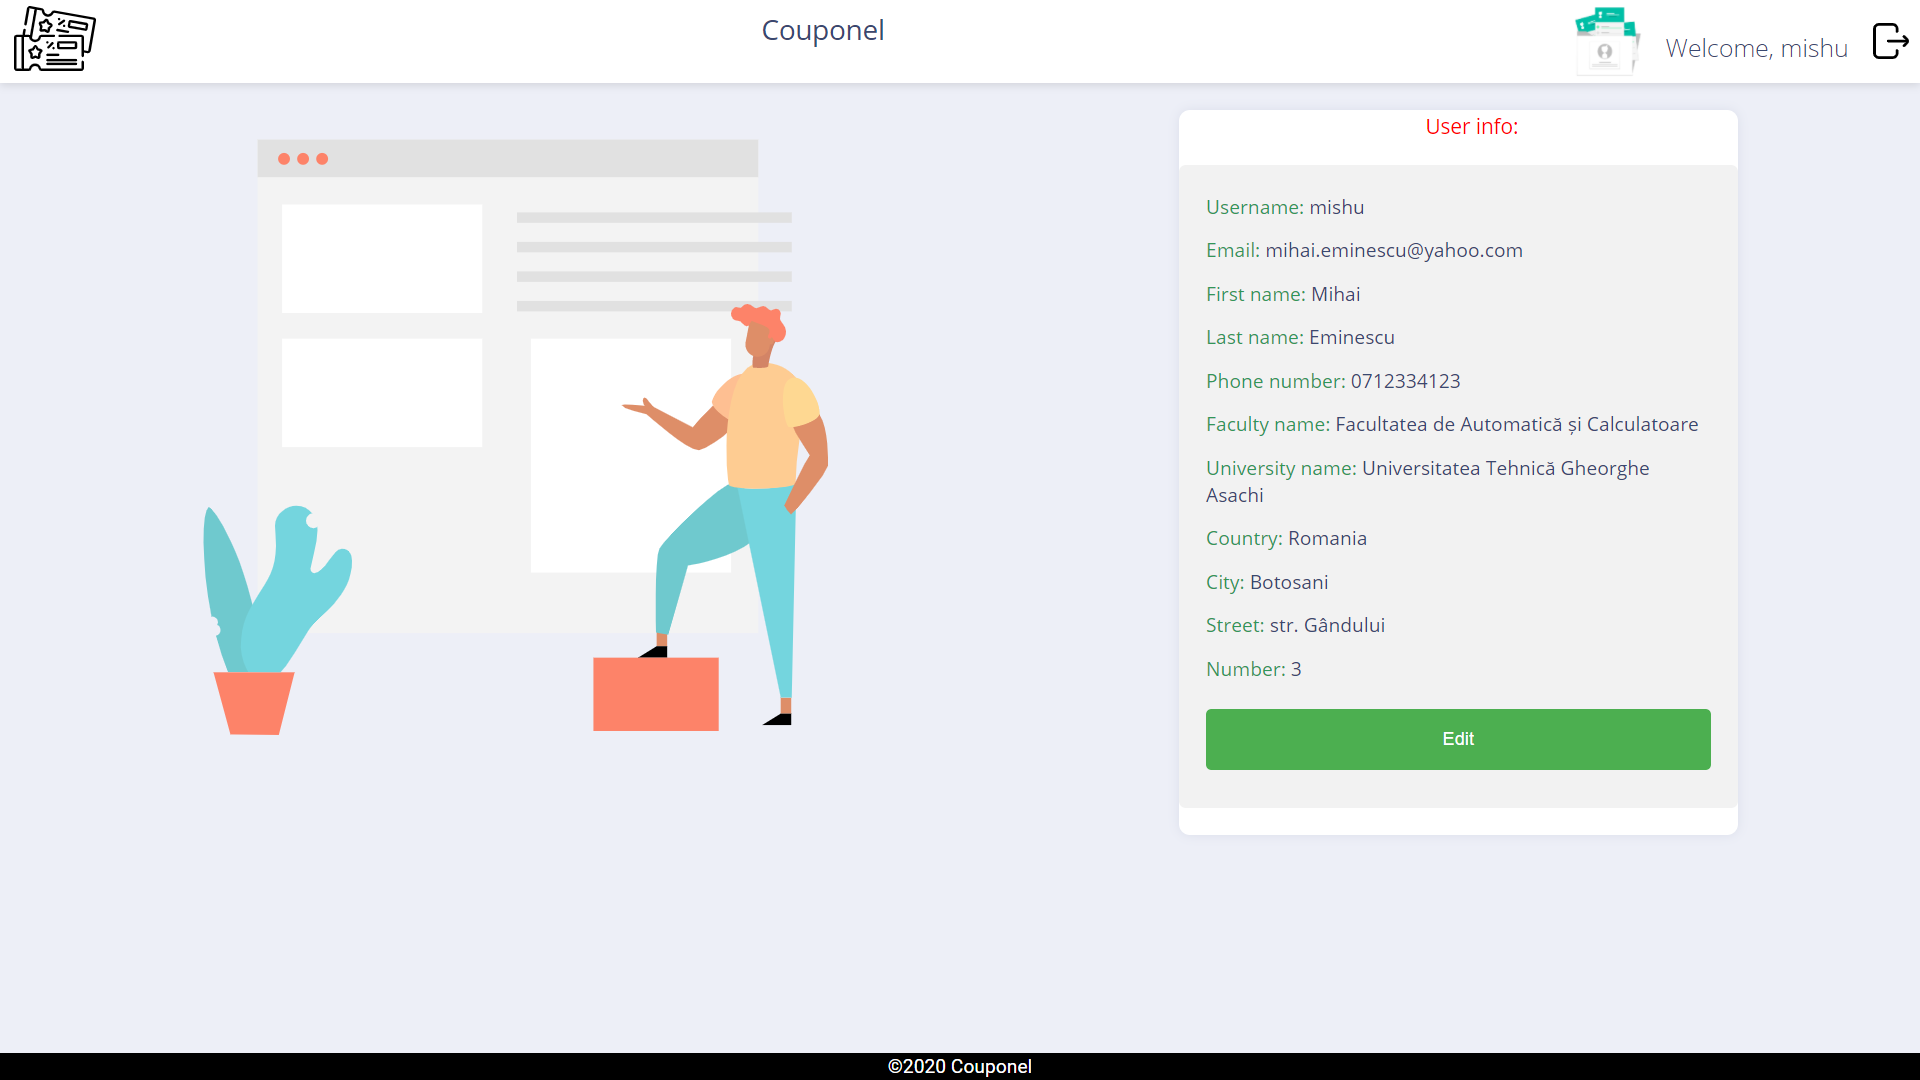 Couponel
Welcome, mishu
User info:
Username: mishu
Email: mihai.eminescu@yahoo.com
First name: Mihai
Last name: Eminescu
Phone number: 0712334123
Faculty name: Facultatea de Automatică și Calculatoare
University name: Universitatea Tehnică Gheorghe
Asachi
Country: Romania
City: Botosani
Street: str. Gândului
Number: 3
Edit
©2020 Couponel